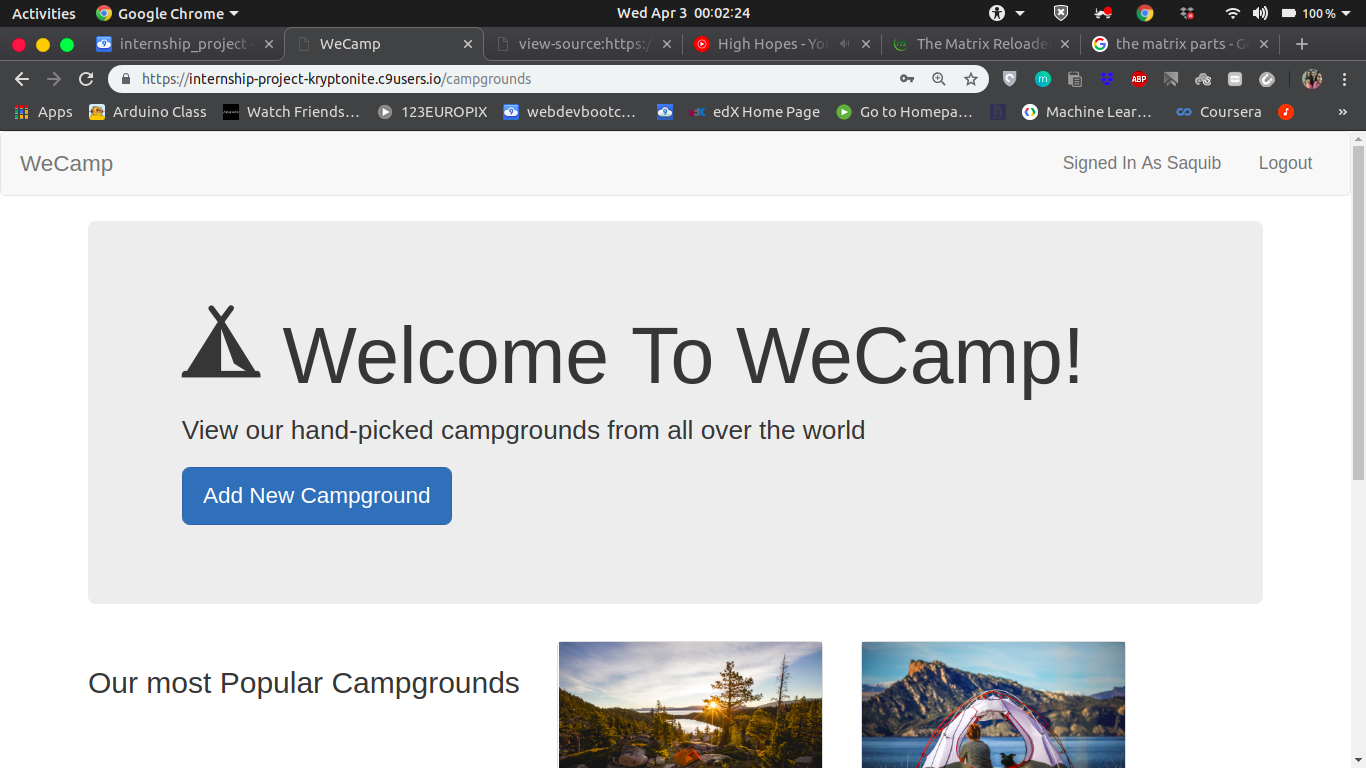 Activities Google Chrome Wed Apr 3 00:02:24 100 %
internship_project - WeCamp view-source:https:/ High Hopes - You The Matrix Reloade the matrix parts - G
https://internship-project-kryptonite.c9users.io/campgrounds ABP
Apps Arduino Class Watch Friends… 123EUROPIX webdevbootc… edX Home Page Go to Homepa… Machine Lear… Coursera »
WeCamp Signed In As Saquib Logout
Welcome To WeCamp!
View our hand-picked campgrounds from all over the world
Add New Campground
Our most Popular Campgrounds